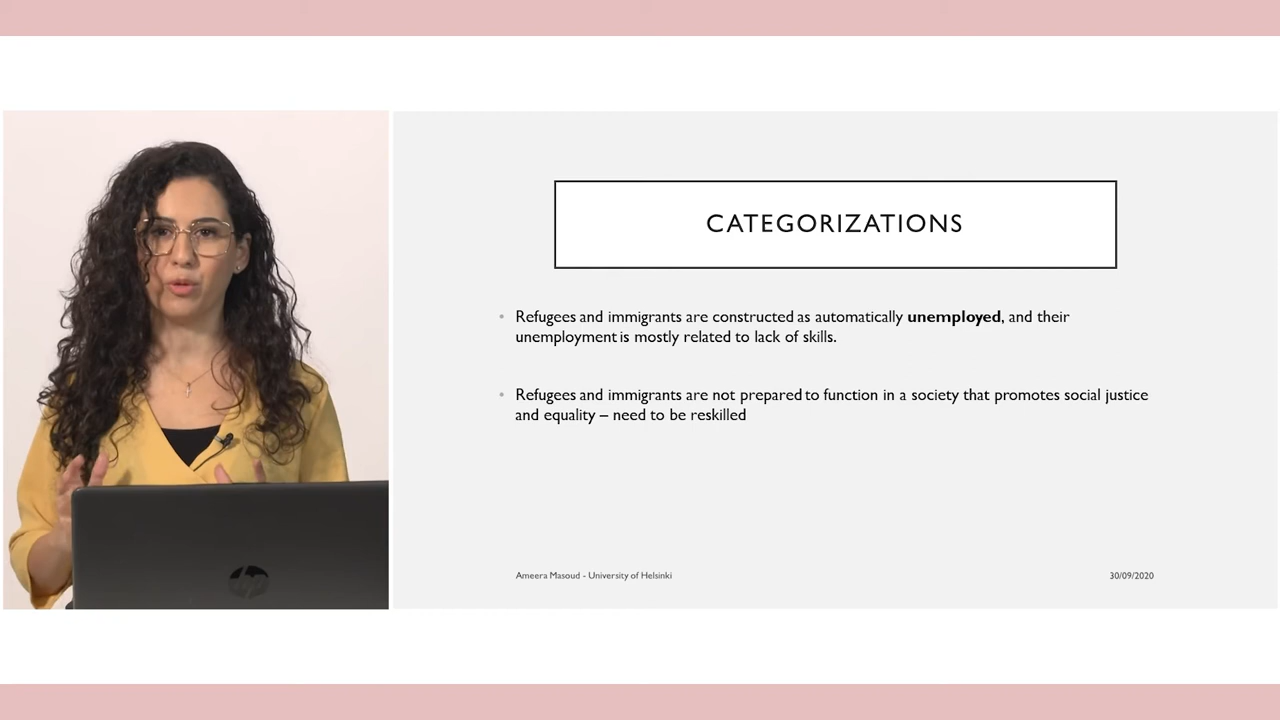 CATEGORIZATIONS
• Refugees and immigrants are constructed as automatically unemployed, and their
unemployment is mostly related to lack of skills.
• Refugees and immigrants are not prepared to function in a society that promotes social justice
and equality – need to be reskilled
Ameera Masoud - University of Helsinki
30/09/2020
hp